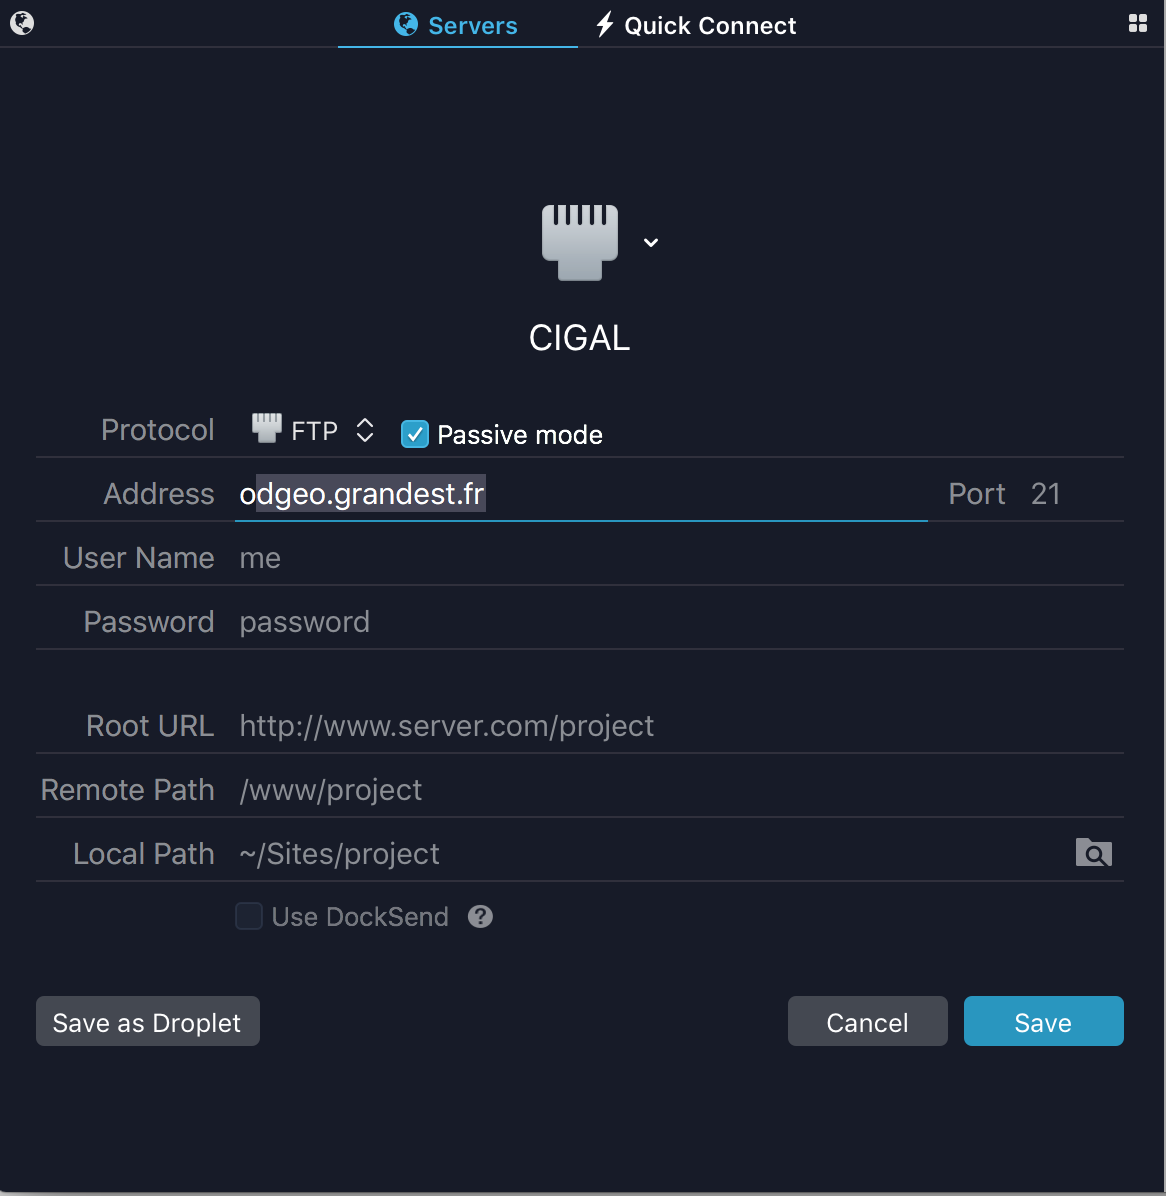 Servers Quick Connect
CIGAL
Protocol FTP Passive mode
Address odgeo.grandest.fr Port 21
User Name me
Password password
Root URL http://www.server.com/project
Remote Path /www/project
Local Path ~/Sites/project
Use DockSend ?
Save as Droplet Cancel Save